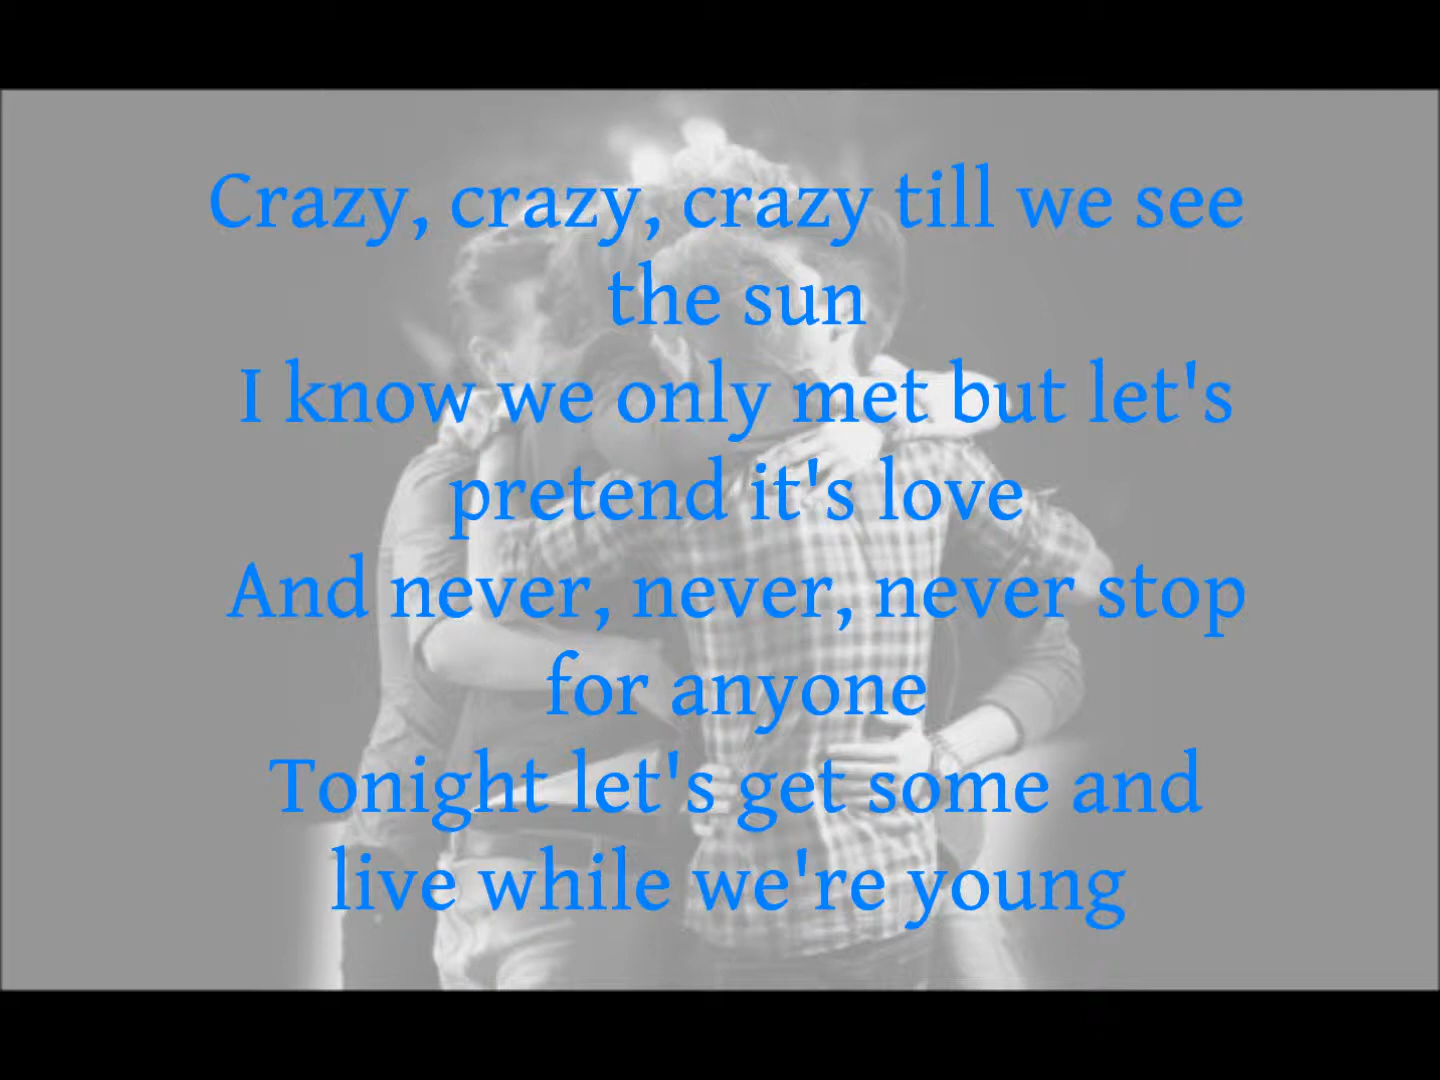 Crazy, crazy, crazy till we see
the sun
I know we only met but let's
pretend it's love
And never, never, never stop
for anyone
Tonight let's get some and
live while we're young